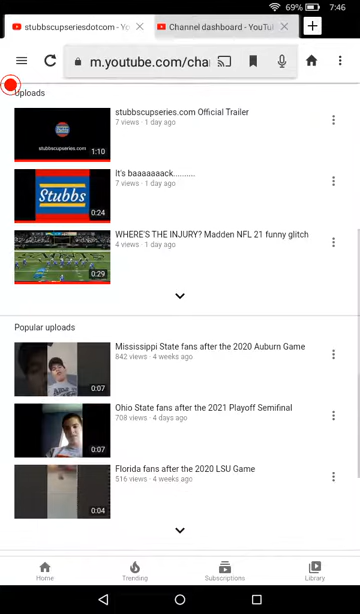 69% 7:46
stubbscupseriesdotcom - Yo
Channel dashboard - YouTu
m.youtube.com/chan
Uploads
stubbscupseries.com Official Trailer
7 views · 1 day ago
stubbscupseries.com
1:10
It's baaaaaaack..........
7 views · 1 day ago
Stubbs
0:24
WHERE'S THE INJURY? Madden NFL 21 funny glitch
4 views · 1 day ago
0:29
Popular uploads
Mississippi State fans after the 2020 Auburn Game
842 views · 4 weeks ago
0:07
Ohio State fans after the 2021 Playoff Semifinal
708 views · 4 days ago
0:07
Florida fans after the 2020 LSU Game
516 views · 4 weeks ago
0:04
Home Trending Subscriptions Library